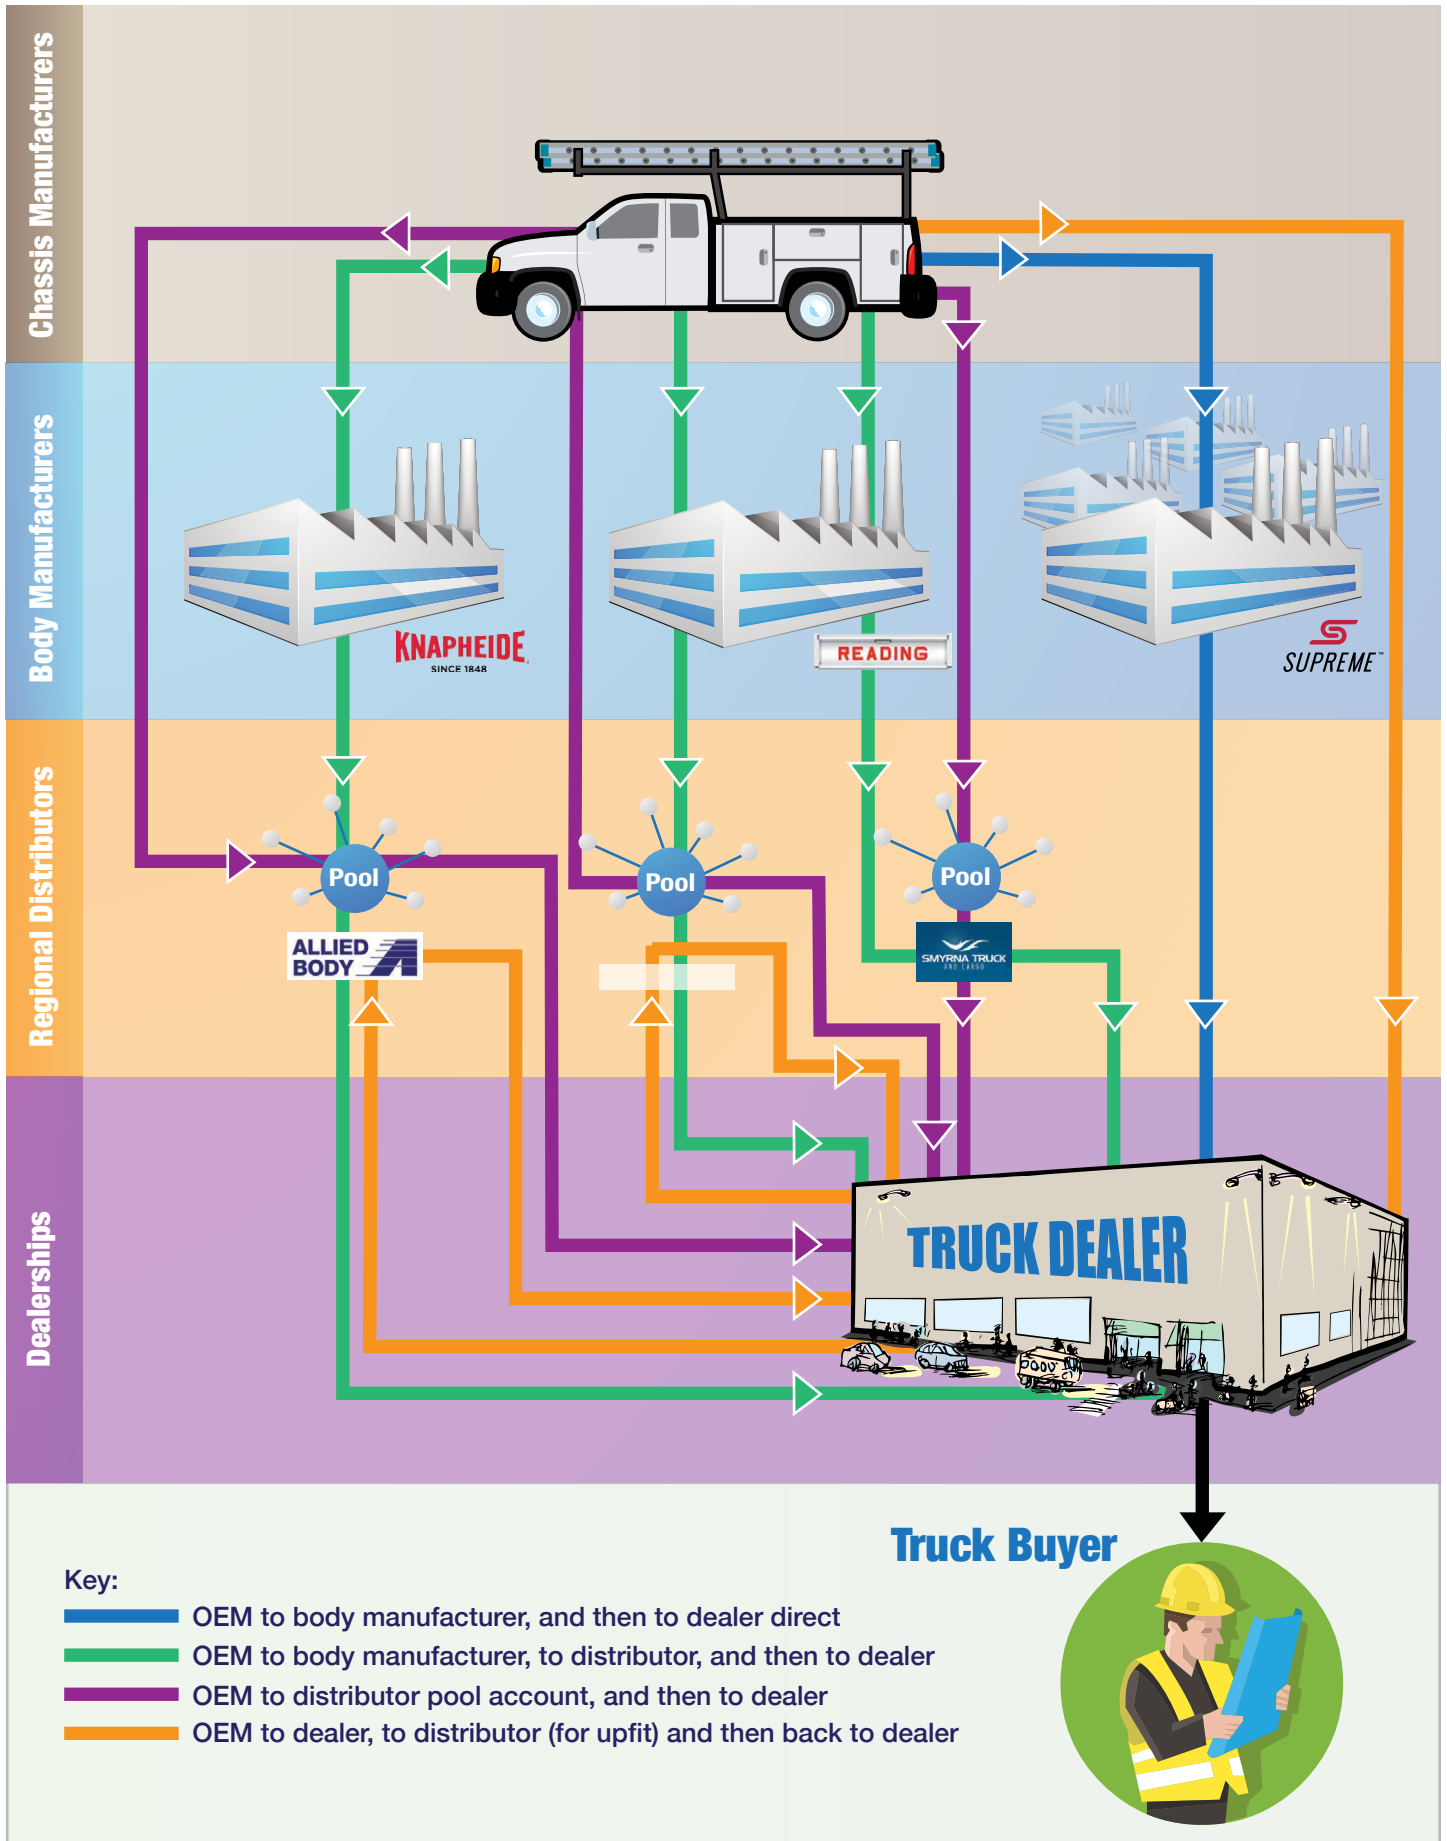 Chassis Manufacturers
Body Manufacturers
KNAPHEIDE
SINCE 1848
READING
SUPREME™
Regional Distributors
Pool
Pool
Pool
ALLIED
BODY
SMYRNA TRUCK
AND CARGO
Dealerships
TRUCK DEALER
Truck Buyer
Key:
OEM to body manufacturer, and then to dealer direct
OEM to body manufacturer, to distributor, and then to dealer
OEM to distributor pool account, and then to dealer
OEM to dealer, to distributor (for upfit) and then back to dealer